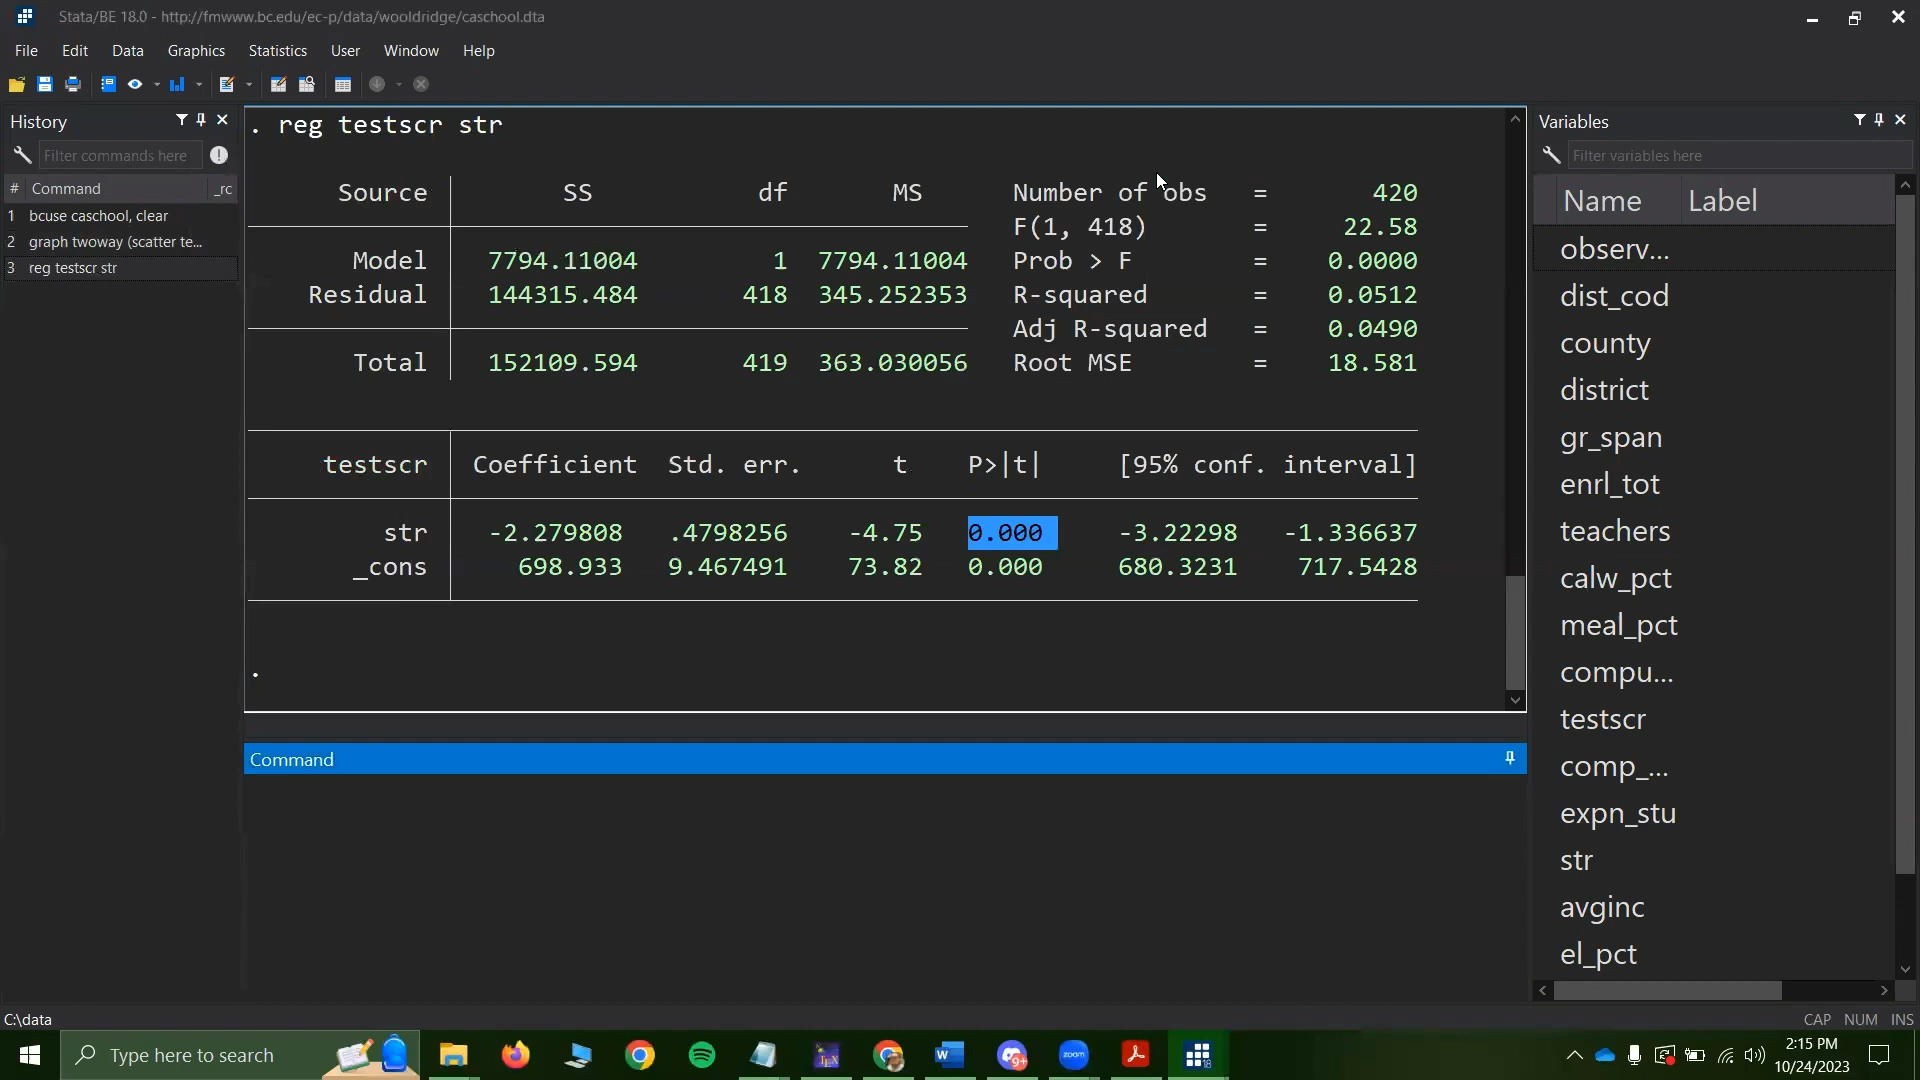 Stata/BE 18.0 - http://fmwww.bc.edu/ec-p/data/wooldridge/caschool.dta
File Edit Data Graphics Statistics User Window Help
History
Filter commands here
# Command _rc
1 bcuse caschool, clear
2 graph twoway (scatter te...
3 reg testscr str
. reg testscr str
Source SS df MS Number of obs = 420
F(1, 418) = 22.58
Model 7794.11004 1 7794.11004 Prob > F = 0.0000
Residual 144315.484 418 345.252353 R-squared = 0.0512
Adj R-squared = 0.0490
Total 152109.594 419 363.030056 Root MSE = 18.581
testscr Coefficient Std. err. t P>|t| [95% conf. interval]
str -2.279808 .4798256 -4.75 0.000 -3.22298 -1.336637
_cons 698.933 9.467491 73.82 0.000 680.3231 717.5428
.
Command
Variables
Filter variables here
Name Label
observ...
dist_cod
county
district
gr_span
enrl_tot
teachers
calw_pct
meal_pct
compu...
testscr
comp_...
expn_stu
str
avginc
el_pct
C:\data
CAP NUM INS
Type here to search
TEX
9+
W
zoom
18
2:15 PM
10/24/2023